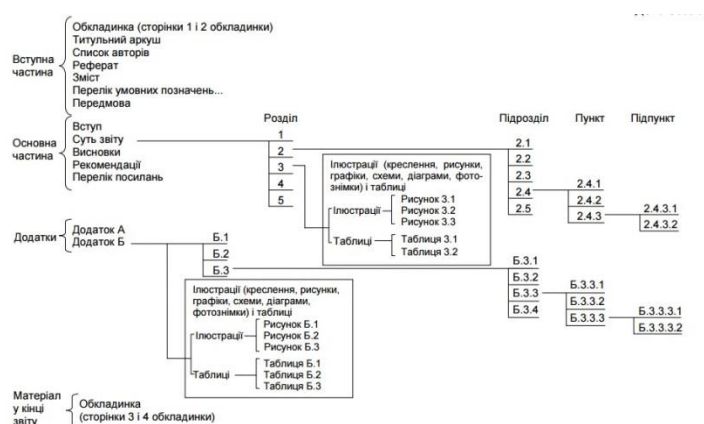 Вступна
частина
Обкладинка (сторінки 1 і 2 обкладинки)
Титульний аркуш
Список авторів
Реферат
Зміст
Перелік умовних позначень...
Передмова
Розділ
Підрозділ
Пункт
Підпункт
Основна
частина
Вступ
Суть звіту
Висновки
Рекомендації
Перелік посилань
1
2
3
4
5
2.1
2.2
2.3
2.4
2.5
2.4.1
2.4.2
2.4.3
2.4.3.1
2.4.3.2
Ілюстрації (креслення, рисунки,
графіки, схеми, діаграми, фото-
знімки) і таблиці
Ілюстрації
Рисунок 3.1
Рисунок 3.2
Рисунок 3.3
Таблиці
Таблиця 3.1
Таблиця 3.2
Додатки
Додаток А
Додаток Б
Б.1
Б.2
Б.3
Б.3.1
Б.3.2
Б.3.3
Б.3.4
Б.3.3.1
Б.3.3.2
Б.3.3.3
Б.3.3.3.1
Б.3.3.3.2
Ілюстрації (креслення, рисунки,
графіки, схеми, діаграми,
фотознімки) і таблиці
Ілюстрації
Рисунок Б.1
Рисунок Б.2
Рисунок Б.3
Таблиці
Таблиця Б.1
Таблиця Б.2
Таблиця Б.3
Матеріал
у кінці
звіту
Обкладинка
(сторінки 3 і 4 обкладинки)